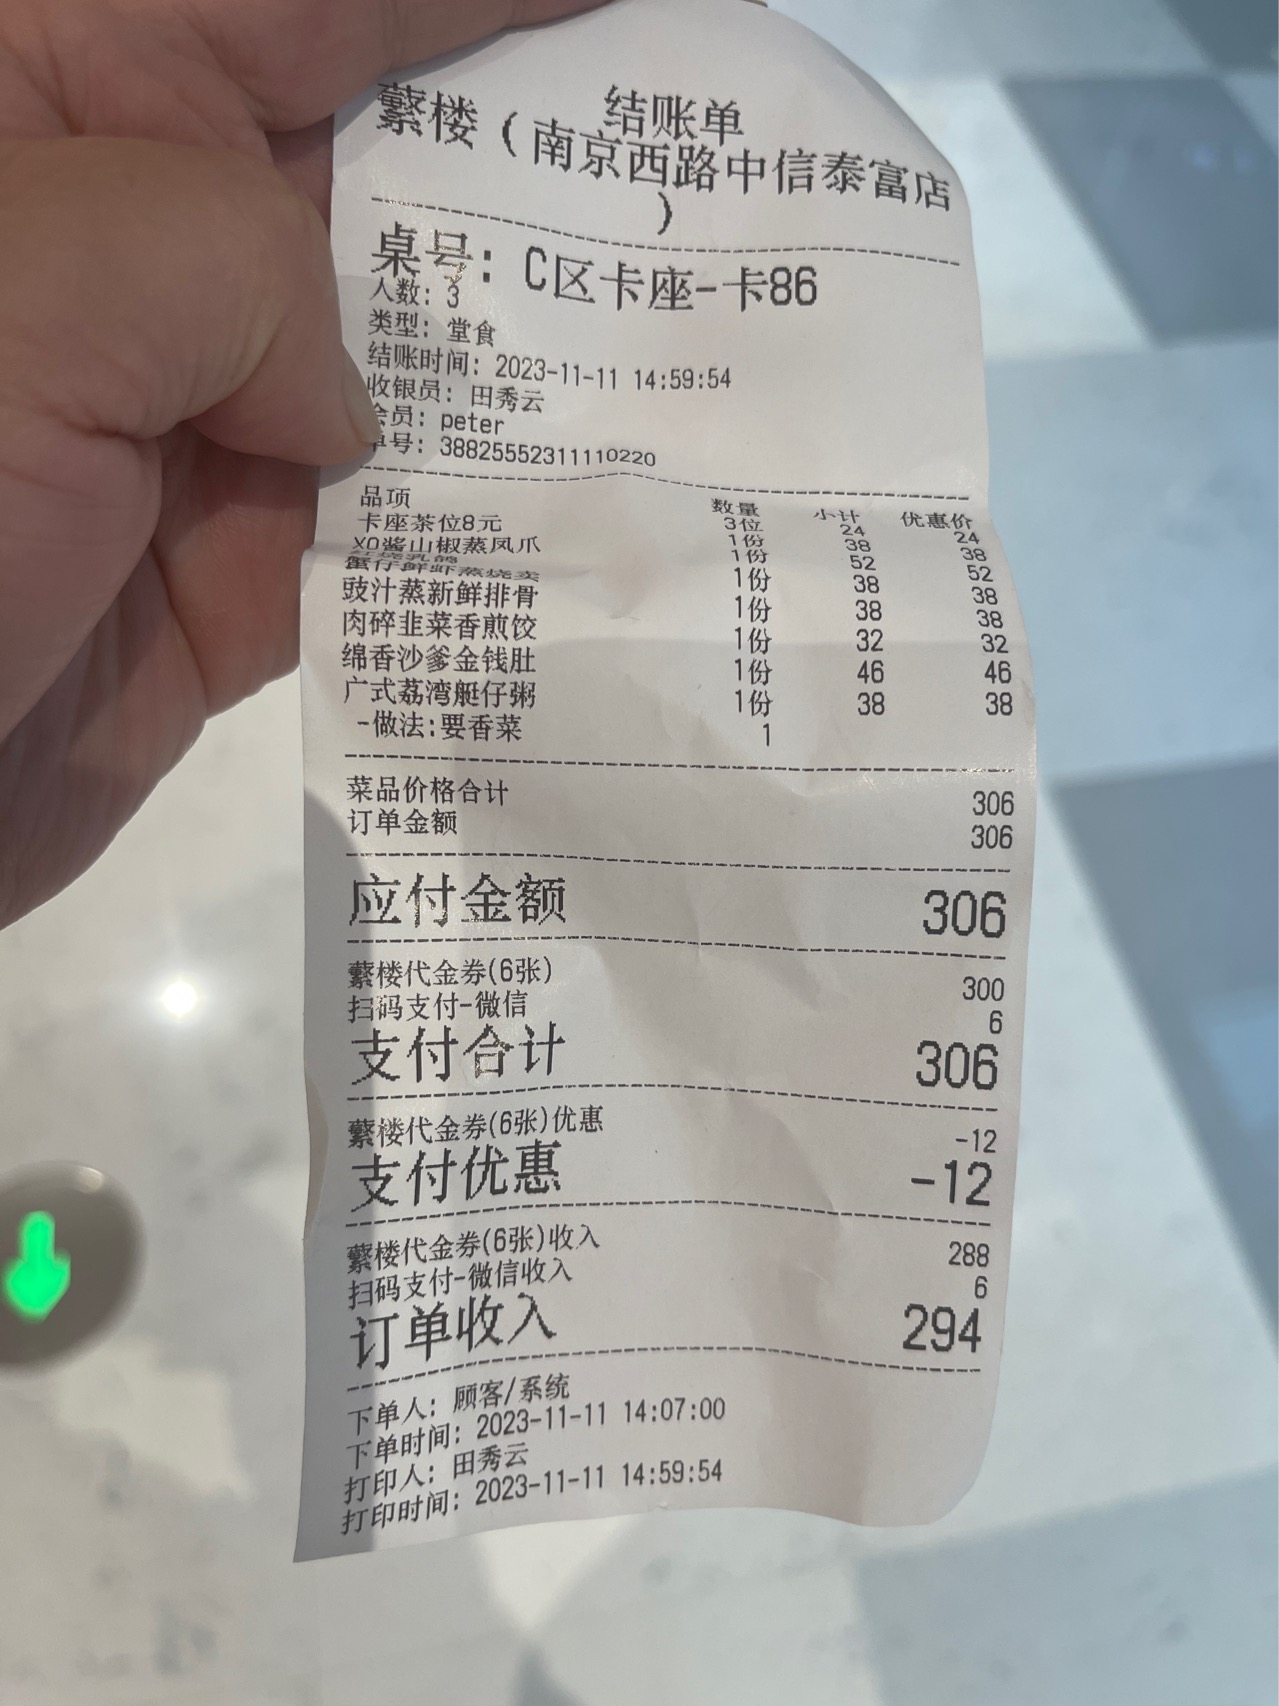 结账单
蘩楼（南京西路中信泰富店
）
桌号：C区卡座-卡86
人数：3
类型：堂食
结账时间：2023-11-11 14:59:54
收银员：田秀云
会员：peter
单号：38825552311110220
品项 数量 小计 优惠价
卡座茶位8元 3位 24 24
XO酱山椒蒸凤爪 1份 38 38
红烧乳鸽 1份 52 52
蟹仔鲜虾蒸烧卖 1份 38 38
豉汁蒸新鲜排骨 1份 38 38
肉碎韭菜香煎饺 1份 32 32
绵香沙爹金钱肚 1份 46 46
广式荔湾艇仔粥 1份 38 38
-做法:要香菜 1
菜品价格合计 306
订单金额 306
应付金额 306
蘩楼代金券(6张) 300
扫码支付-微信 6
支付合计 306
蘩楼代金券(6张)优惠 -12
支付优惠 -12
蘩楼代金券(6张)收入 288
扫码支付-微信收入 6
订单收入 294
下单人：顾客/系统
下单时间：2023-11-11 14:07:00
打印人：田秀云
打印时间：2023-11-11 14:59:54